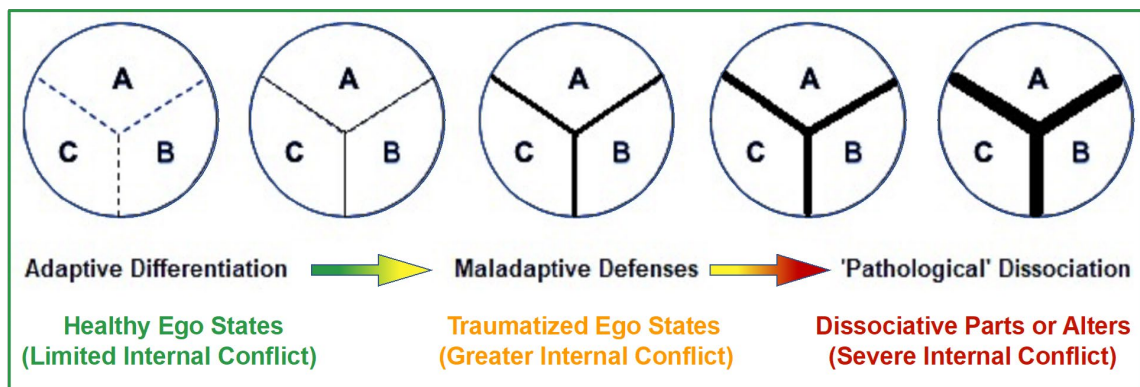 A A A A A
C B C B C B C B C B
Adaptive Differentiation Maladaptive Defenses 'Pathological' Dissociation
Healthy Ego States Traumatized Ego States Dissociative Parts or Alters
(Limited Internal Conflict) (Greater Internal Conflict) (Severe Internal Conflict)